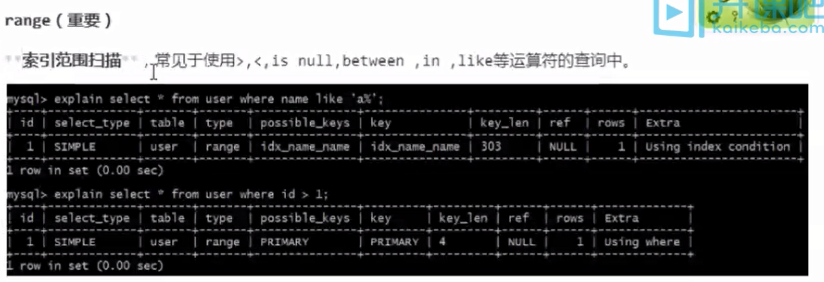 开课吧
kaikeba.com
range（重要）
**索引范围扫描**，常见于使用>,<,is null,between ,in ,like等运算符的查询中。
mysql> explain select * from user where name like 'a%';
+----+-------------+-------+-------+---------------+---------------+---------+------+------+-----------------------+
| id | select_type | table | type | possible_keys | key | key_len | ref | rows | Extra |
+----+-------------+-------+-------+---------------+---------------+---------+------+------+-----------------------+
| 1 | SIMPLE | user | range | idx_name_name | idx_name_name | 303 | NULL | 1 | Using index condition |
+----+-------------+-------+-------+---------------+---------------+---------+------+------+-----------------------+
1 row in set (0.00 sec)
mysql> explain select * from user where id > 1;
+----+-------------+-------+-------+---------------+---------+---------+------+------+-------------+
| id | select_type | table | type | possible_keys | key | key_len | ref | rows | Extra |
+----+-------------+-------+-------+---------------+---------+---------+------+------+-------------+
| 1 | SIMPLE | user | range | PRIMARY | PRIMARY | 4 | NULL | 1 | Using where |
+----+-------------+-------+-------+---------------+---------+---------+------+------+-------------+
1 row in set (0.00 sec)